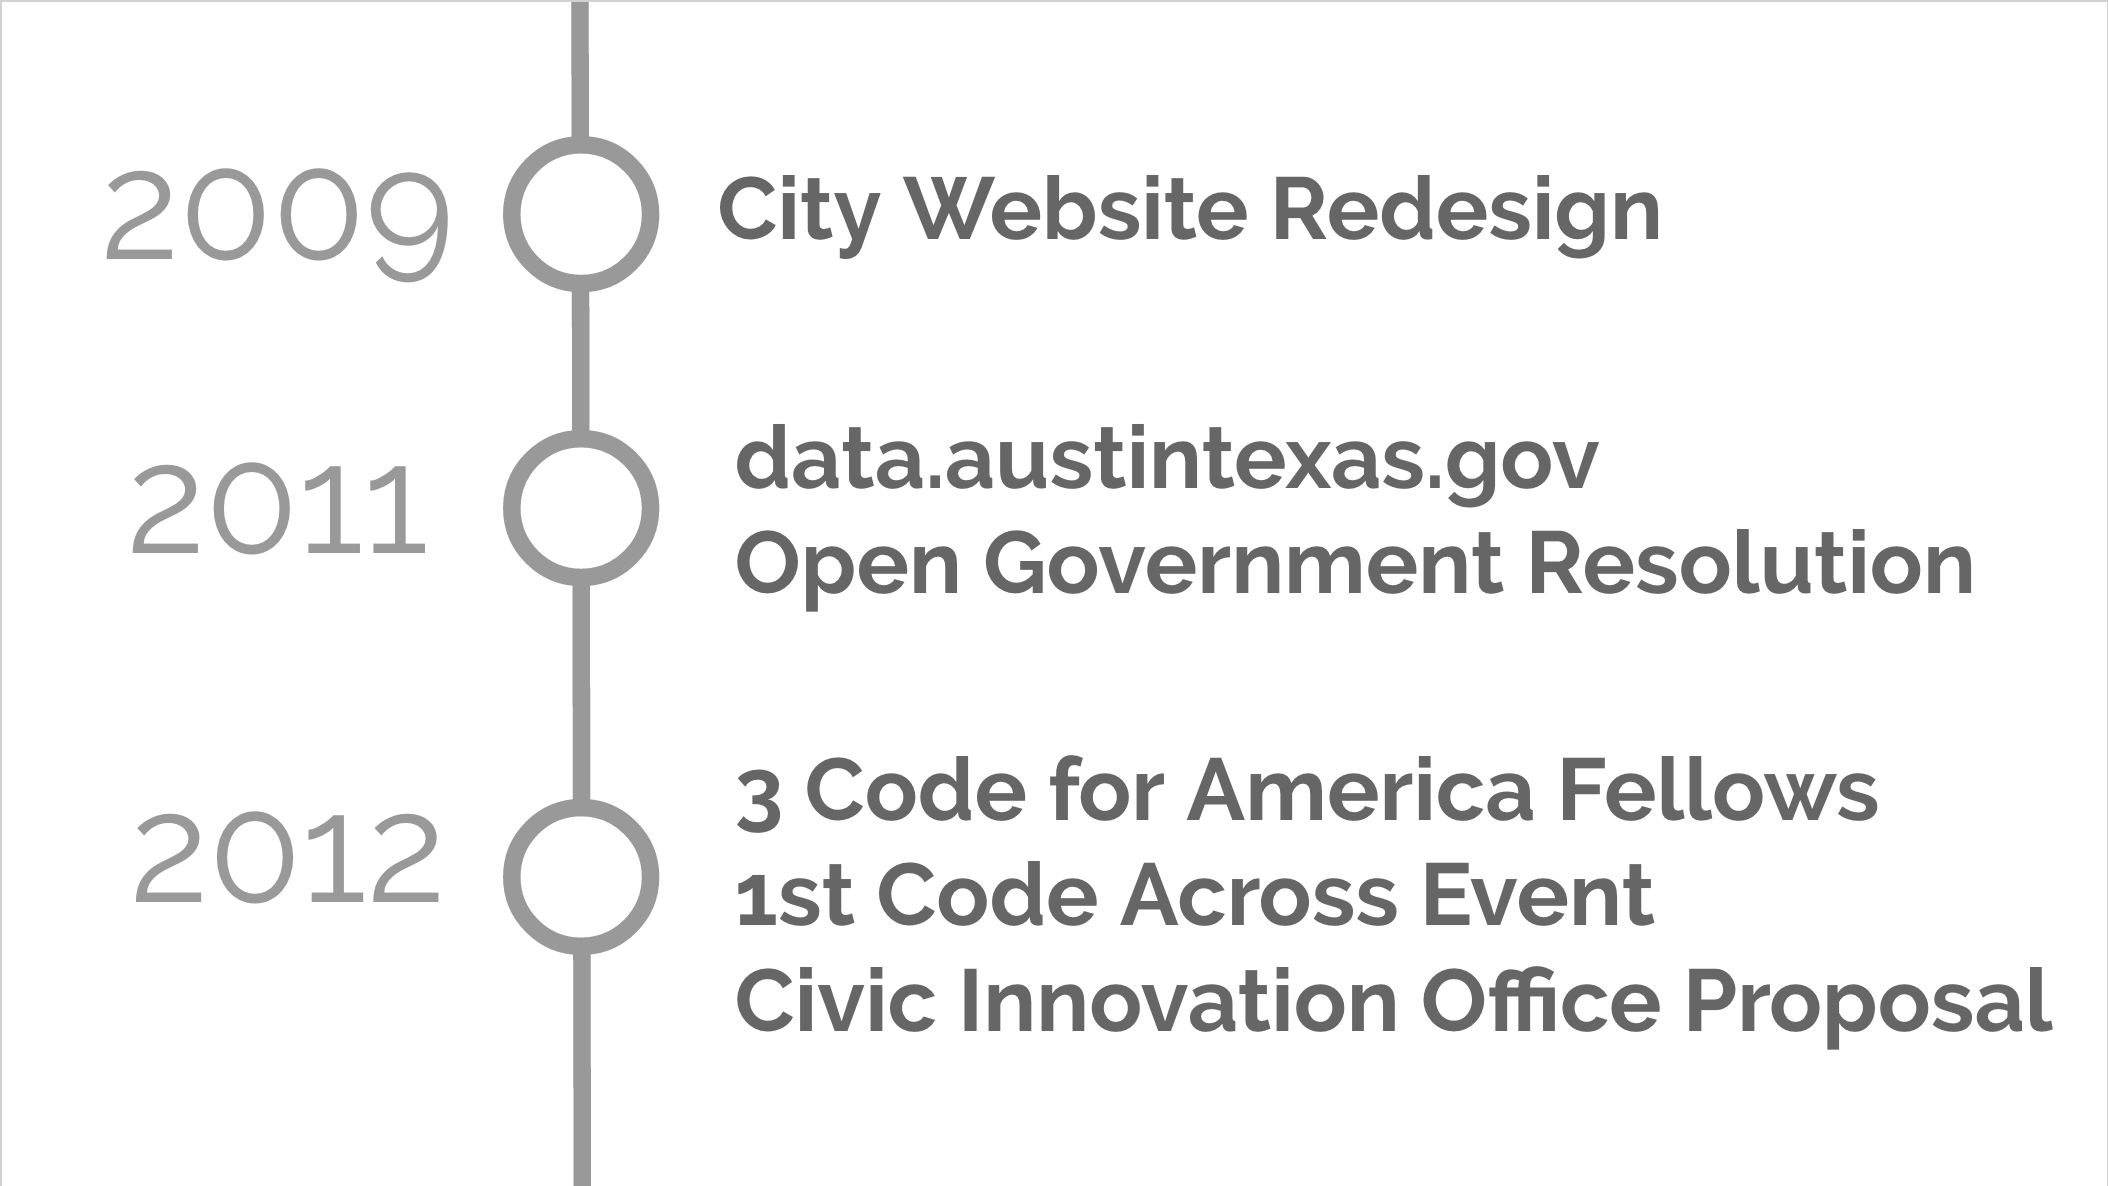 2009
City Website Redesign
2011
data.austintexas.gov
Open Government Resolution
2012
3 Code for America Fellows
1st Code Across Event
Civic Innovation Office Proposal